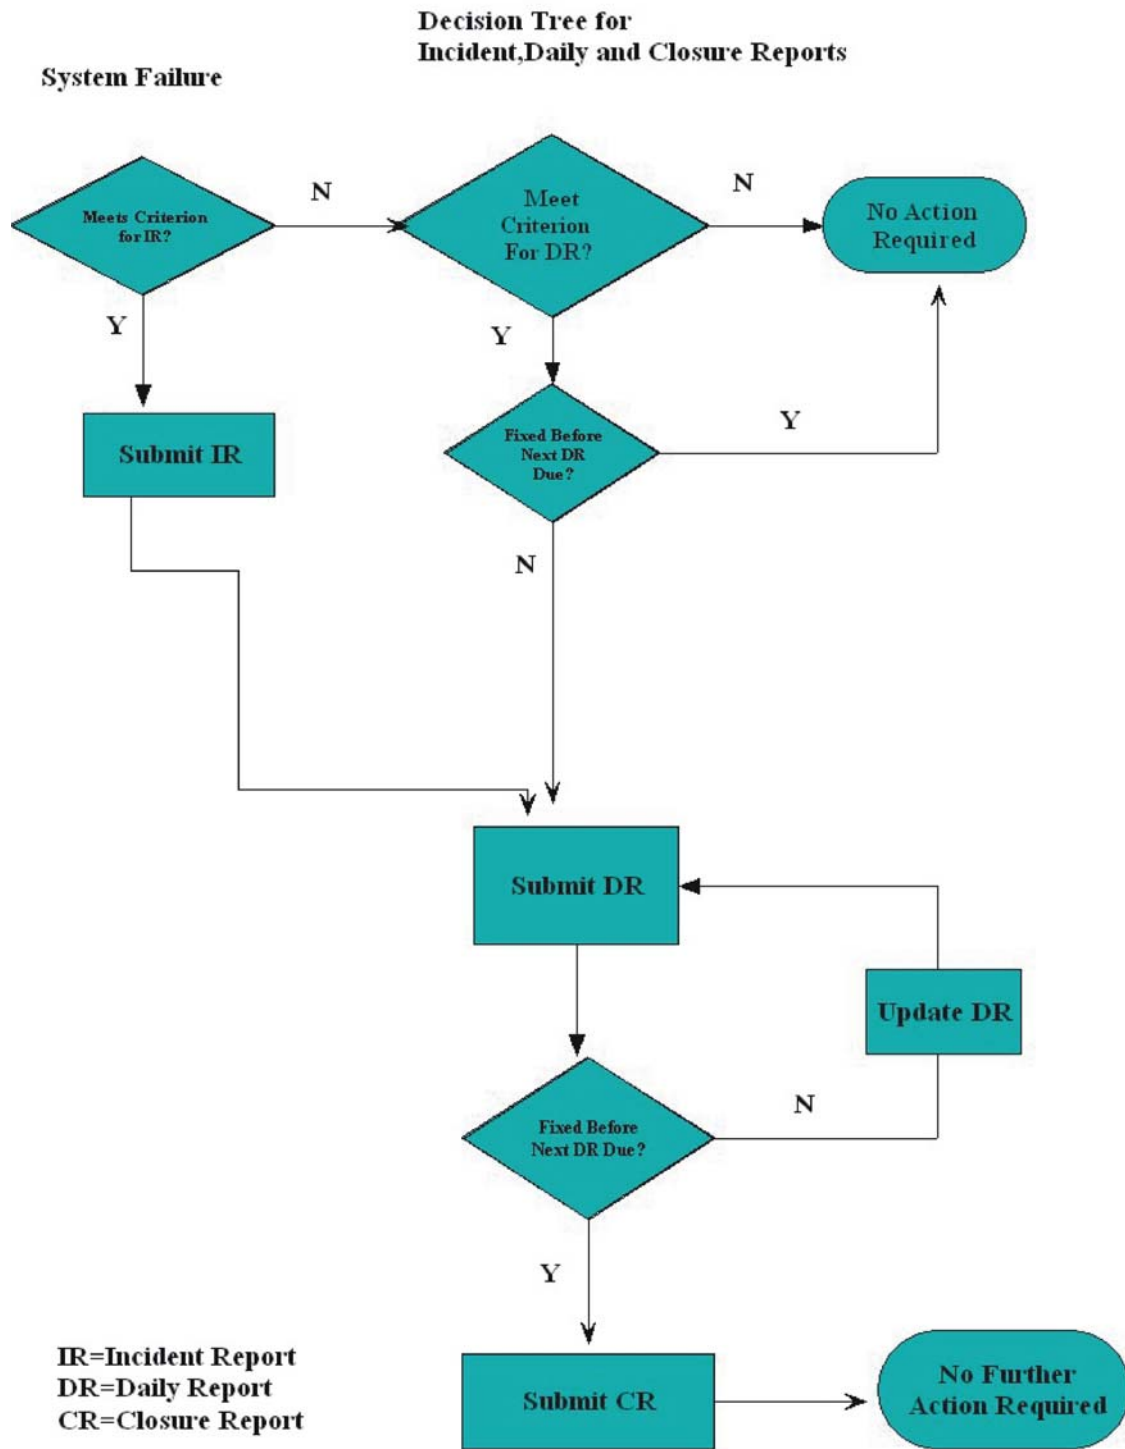 Decision Tree for
Incident,Daily and Closure Reports
System Failure
Meets Criterion
for IR?
N
Meet
Criterion
For DR?
N
No Action
Required
Y
Y
Submit IR
Fixed Before
Next DR
Due?
Y
N
Submit DR
Update DR
Fixed Before
Next DR Due?
N
Y
IR=Incident Report
DR=Daily Report
CR=Closure Report
Submit CR
No Further
Action Required